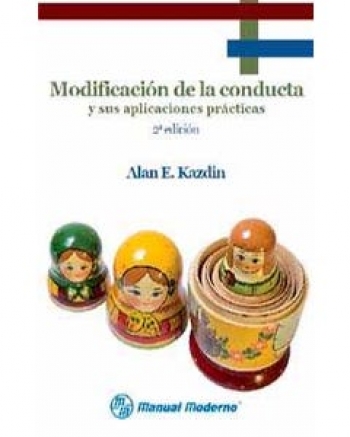 Modificación de la conducta
y sus aplicaciones prácticas
2ª edición
Alan E. Kazdin
Manual Moderno®